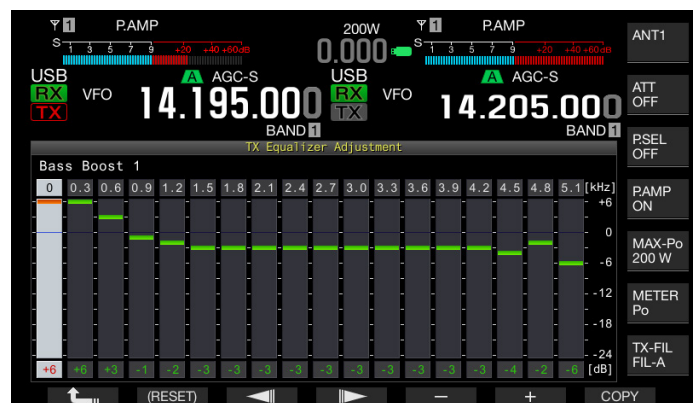 1 P.AMP 200W 1 P.AMP ANT1
S 1 3 5 7 9 +20 +40 +60dB 0.000 S 1 3 5 7 9 +20 +40 +60dB
USB A AGC-S USB A AGC-S
RX VFO 14.195.000 RX VFO 14.205.000 ATT OFF
TX TX
BAND 1 BAND 1
TX Equalizer Adjustment
P.SEL OFF
Bass Boost 1
0 0.3 0.6 0.9 1.2 1.5 1.8 2.1 2.4 2.7 3.0 3.3 3.6 3.9 4.2 4.5 4.8 5.1 [kHz]
+6
P.AMP ON
0
MAX-Po 200 W
-6
-12
METER Po
-18
TX-FIL FIL-A
-24
+6 +6 +3 -1 -2 -3 -3 -3 -3 -3 -3 -3 -3 -3 -3 -4 -2 -6 [dB]
(RESET) − + COPY